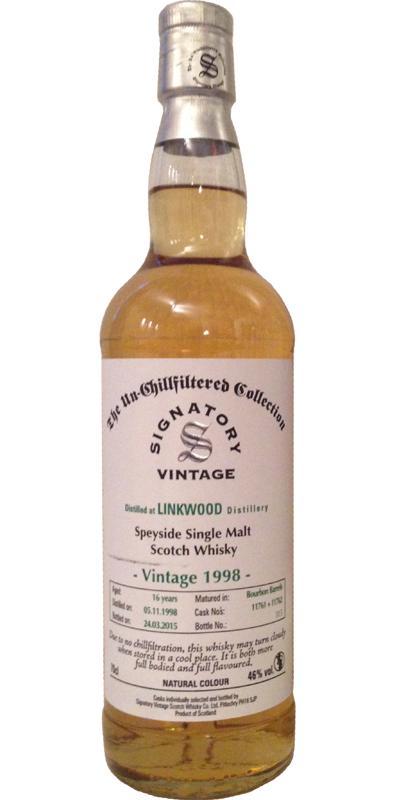 The Un-Chillfiltered Collection
SIGNATORY
S
VINTAGE
Distilled at LINKWOOD Distillery
Speyside Single Malt
Scotch Whisky
- Vintage 1998 -
Aged: 16 years Matured in: Bourbon Barrels
Distilled on: 05.11.1998 Cask No's: 11761 + 11762
Bottled on: 24.03.2015 Bottle No.:
Due to no chillfiltration, this whisky may turn cloudy
when stored in a cool place. It is both more
full bodied and full flavoured.
70cl 46% vol
NATURAL COLOUR
Casks individually selected and bottled by
Signatory Vintage Scotch Whisky Co. Ltd. Pitlochry PH16 5JP
Product of Scotland